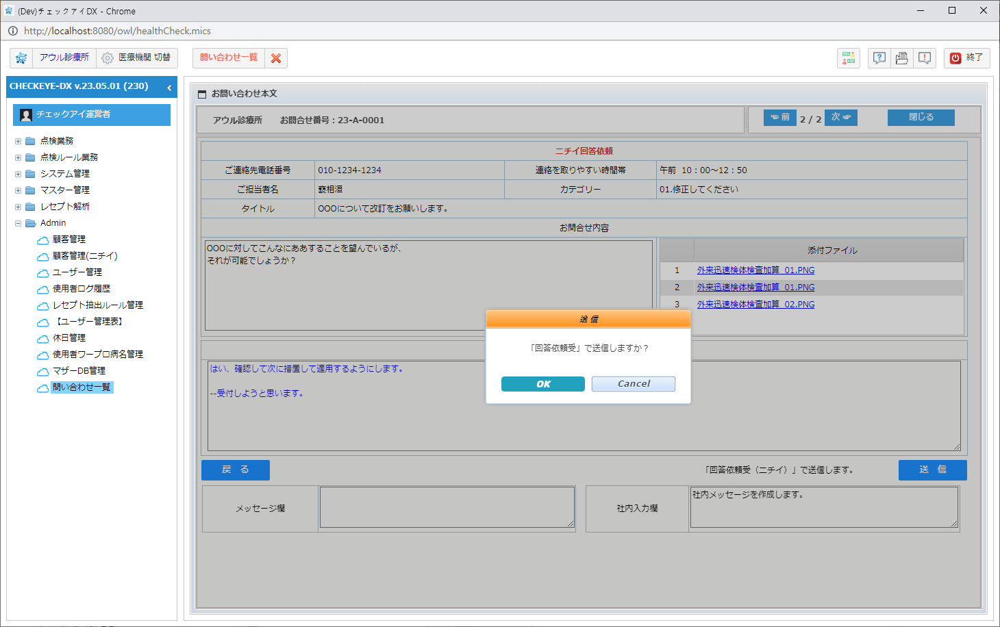 (Dev)チェックアイDX - Chrome
http://localhost:8080/owl/healthCheck.mics
アウル診療所
医療機関 切替
問い合わせ一覧
終了
CHECKEYE-DX v.23.05.01 (230)
チェックアイ運営者
点検業務
点検ルール業務
システム管理
マスター管理
レセプト解析
Admin
顧客管理
顧客管理(ニチイ)
ユーザー管理
使用者ログ履歴
レセプト抽出ルール管理
【ユーザー管理表】
休日管理
使用者ワープロ病名管理
マザーDB管理
問い合わせ一覧
お問い合わせ本文
アウル診療所 お問合せ番号：23-A-0001
前 2 / 2 次
閉じる
ニチイ回答依頼
ご連絡先電話番号 010-1234-1234 連絡を取りやすい時間帯 午前 10：00～12：50
ご担当者名 裵相洹 カテゴリー 01.修正してください
タイトル OOOについて改訂をお願いします。
お問合せ内容
OOOに対してこんなにああすることを望んでいるが、
それが可能でしょうか？
添付ファイル
1 外来迅速検体検査加算_01.PNG
2 外来迅速検体検査加算_01.PNG
3 外来迅速検体検査加算_02.PNG
送 信
「回答依頼受」で送信しますか？
OK Cancel
はい、確認して次に措置して適用するようにします。
--受付しようと思います。
戻 る 「回答依頼受（ニチイ）」で送信します。 送 信
メッセージ欄 社内入力欄 社内メッセージを作成します。